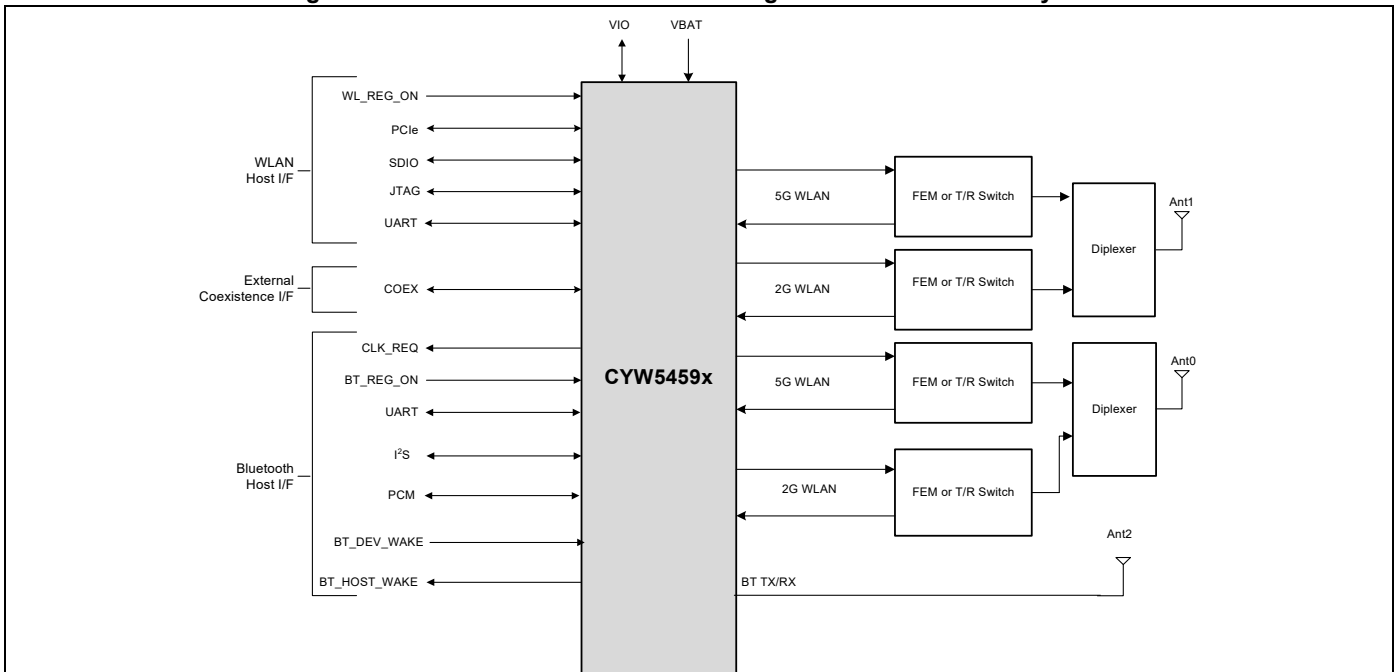 VIO
VBAT
WLAN
Host I/F
WL_REG_ON
PCIe
SDIO
JTAG
UART
External
Coexistence I/F
COEX
Bluetooth
Host I/F
CLK_REQ
BT_REG_ON
UART
I²S
PCM
BT_DEV_WAKE
BT_HOST_WAKE
CYW5459x
5G WLAN
FEM or T/R Switch
2G WLAN
FEM or T/R Switch
Diplexer
Ant1
5G WLAN
FEM or T/R Switch
2G WLAN
FEM or T/R Switch
Diplexer
Ant0
BT TX/RX
Ant2